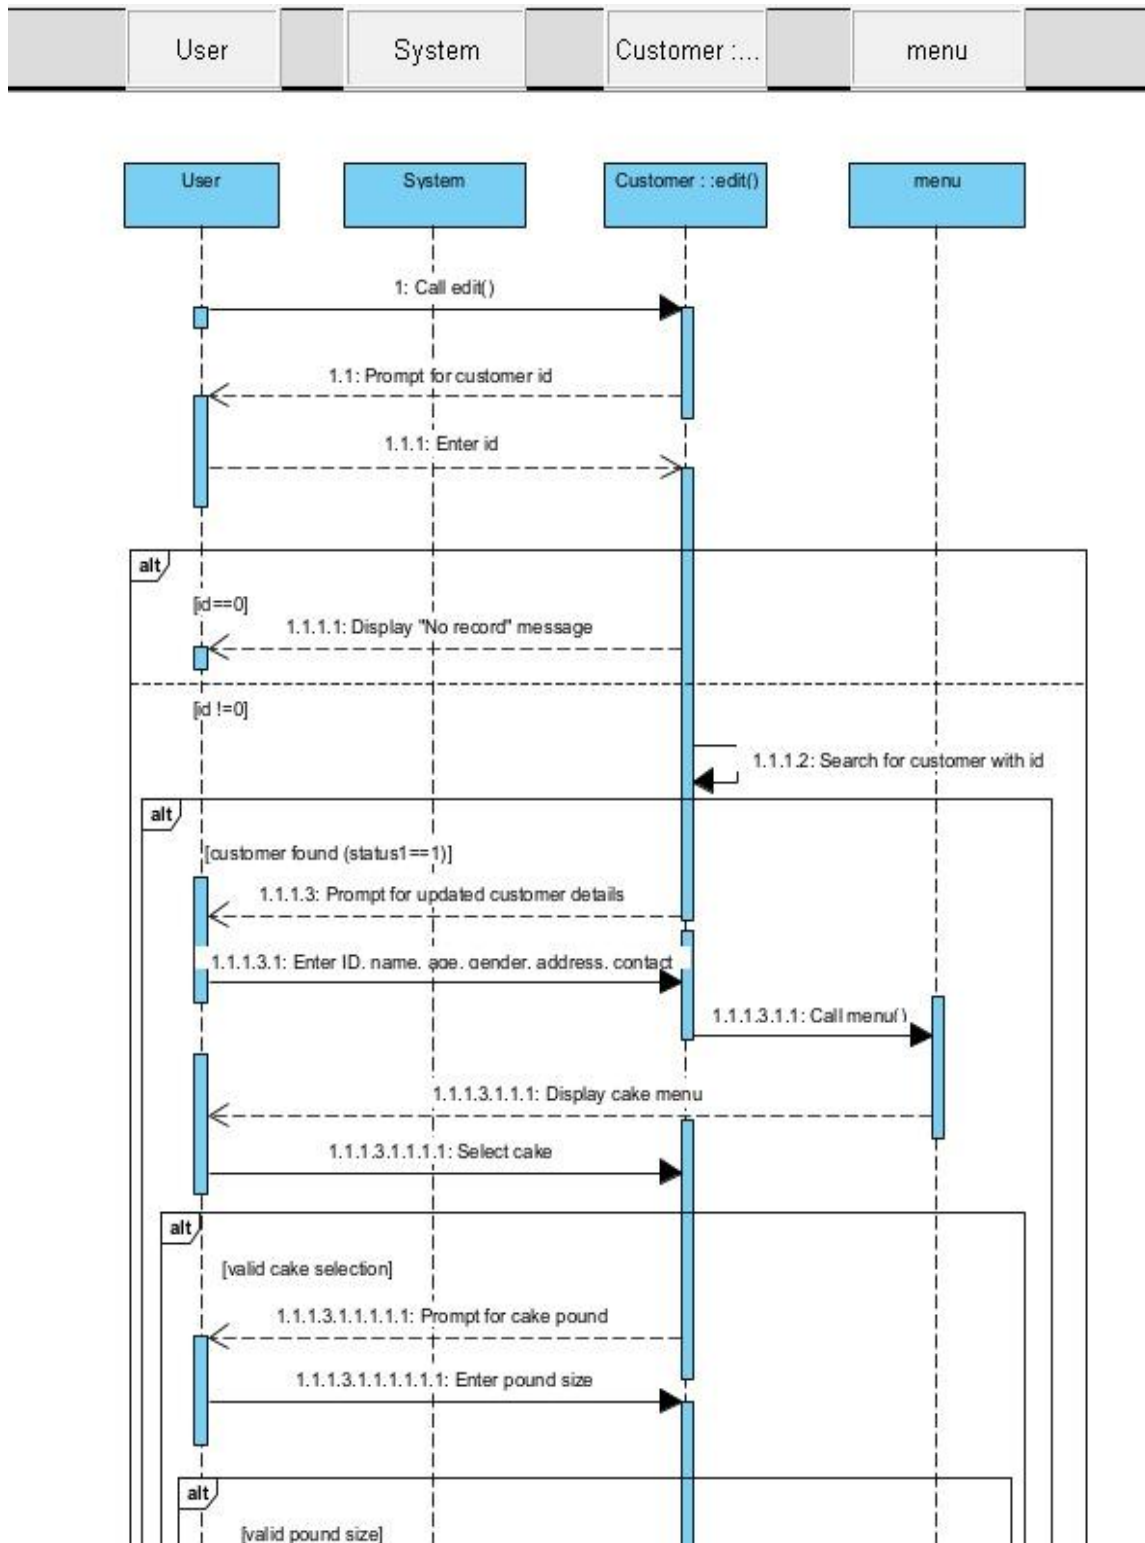 User System Customer :... menu
User System Customer : :edit() menu
1: Call edit()
1.1: Prompt for customer id
1.1.1: Enter id
alt
[id==0]
1.1.1.1: Display "No record" message
[id !=0]
1.1.1.2: Search for customer with id
alt
[customer found (status1==1)]
1.1.1.3: Prompt for updated customer details
1.1.1.3.1: Enter ID, name, age, gender, address, contact
1.1.1.3.1.1: Call menu()
1.1.1.3.1.1.1: Display cake menu
1.1.1.3.1.1.1.1: Select cake
alt
[valid cake selection]
1.1.1.3.1.1.1.1.1: Prompt for cake pound
1.1.1.3.1.1.1.1.1.1: Enter pound size
alt
[valid pound size]